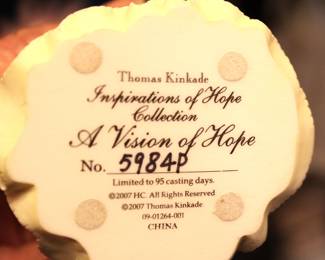 Thomas Kinkade
Inspirations of Hope
Collection
A Vision of Hope
No. 5984P
Limited to 95 casting days.
©2007 HC. All Rights Reserved
©2007 Thomas Kinkade
09-01264-001
CHINA